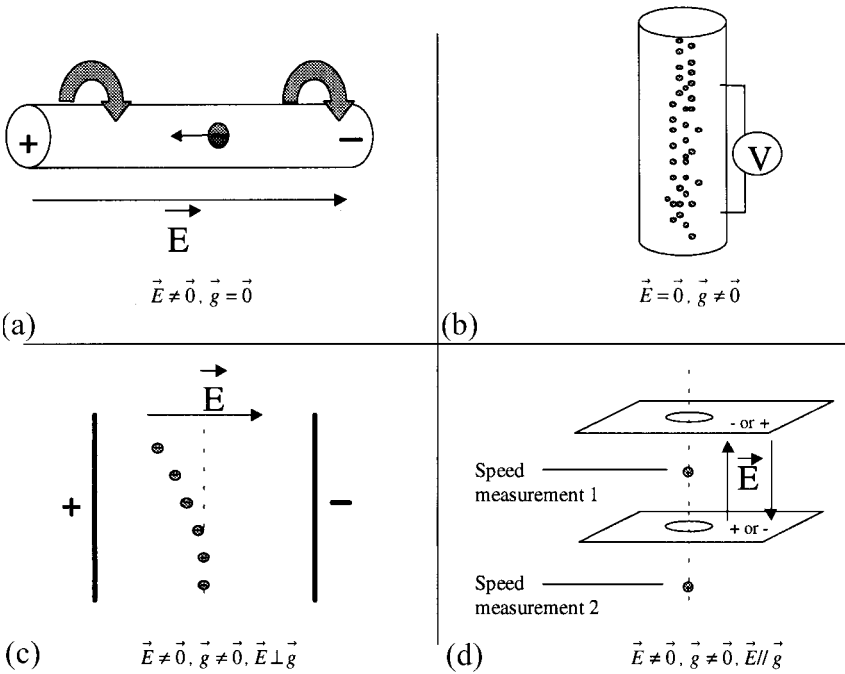 +
−
E
E ≠ 0, g = 0
(a)
V
E = 0, g ≠ 0
(b)
E
+
−
(c)
E ≠ 0, g ≠ 0, E ⊥ g
- or +
E
Speed
measurement 1
+ or -
Speed
measurement 2
(d)
E ≠ 0, g ≠ 0, E // g